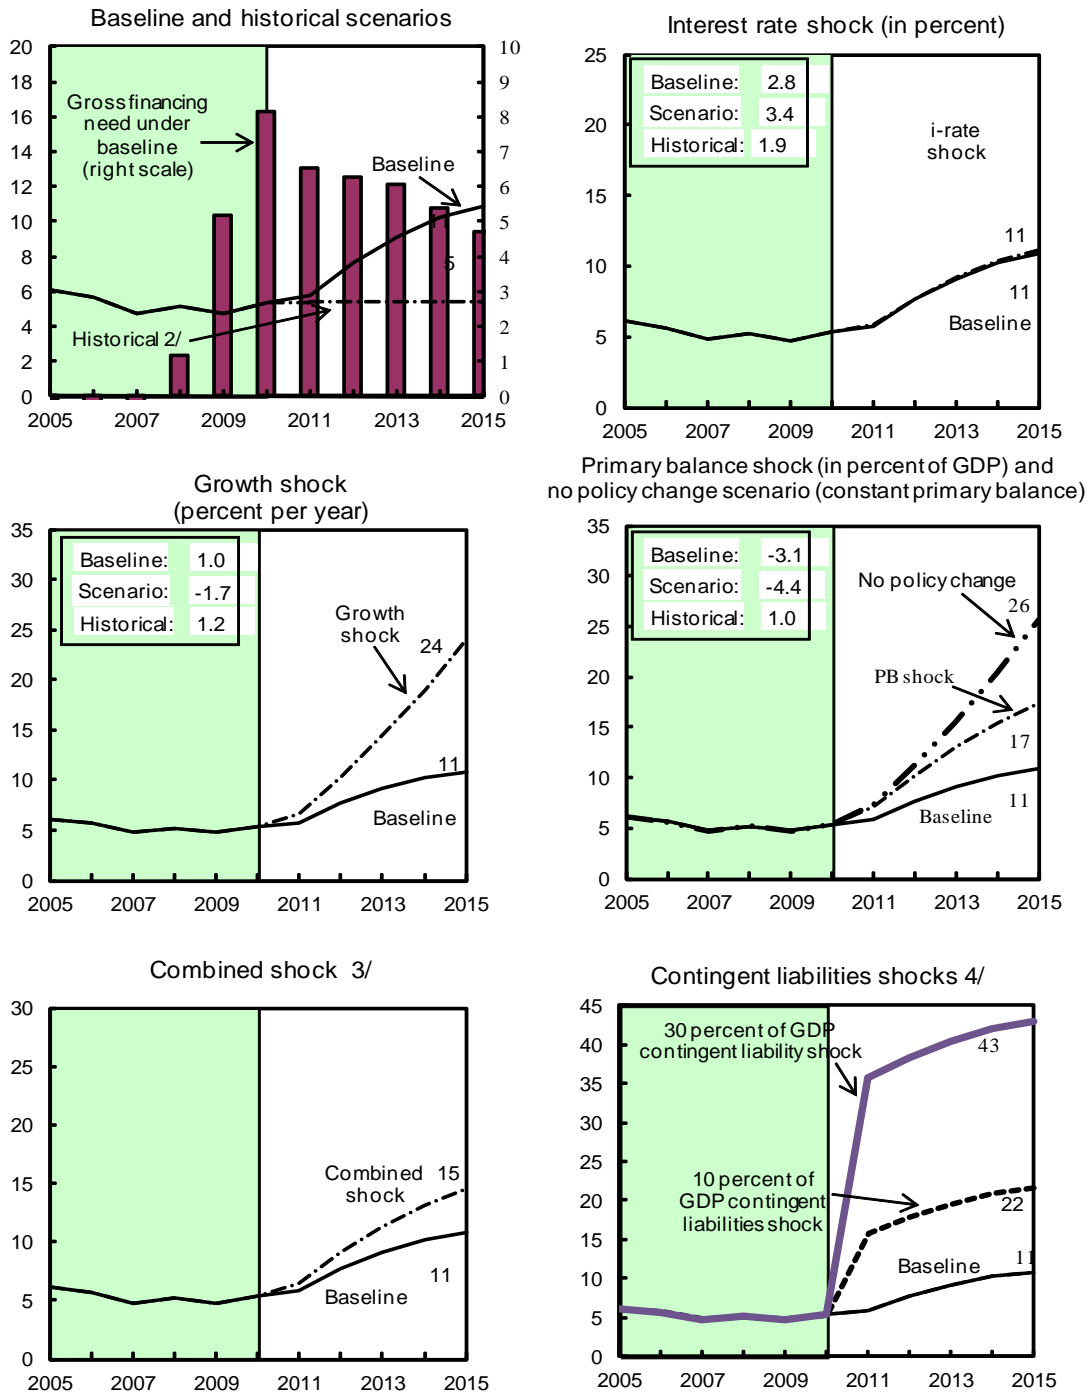 Baseline and historical scenarios
20
18
16
14
12
10
8
6
4
2
0
10
9
8
7
6
5
4
3
2
1
0
Gross financing
need under
baseline
(right scale)
Baseline
11
5
Historical 2/
2005 2007 2009 2011 2013 2015
Interest rate shock (in percent)
25
20
15
10
5
0
Baseline: 2.8
Scenario: 3.4
Historical: 1.9
i-rate
shock
11
11
Baseline
2005 2007 2009 2011 2013 2015
Growth shock
(percent per year)
35
30
25
20
15
10
5
0
Baseline: 1.0
Scenario: -1.7
Historical: 1.2
Growth
shock
24
11
Baseline
2005 2007 2009 2011 2013 2015
Primary balance shock (in percent of GDP) and
no policy change scenario (constant primary balance)
35
30
25
20
15
10
5
0
Baseline: -3.1
Scenario: -4.4
Historical: 1.0
No policy change
26
PB shock
17
11
Baseline
2005 2007 2009 2011 2013 2015
Combined shock 3/
30
25
20
15
10
5
0
Combined
shock
15
11
Baseline
2005 2007 2009 2011 2013 2015
Contingent liabilities shocks 4/
45
40
35
30
25
20
15
10
5
0
30 percent of GDP
contingent liability shock
43
10 percent of
GDP contingent
liabilities shock
22
Baseline
11
2005 2007 2009 2011 2013 2015